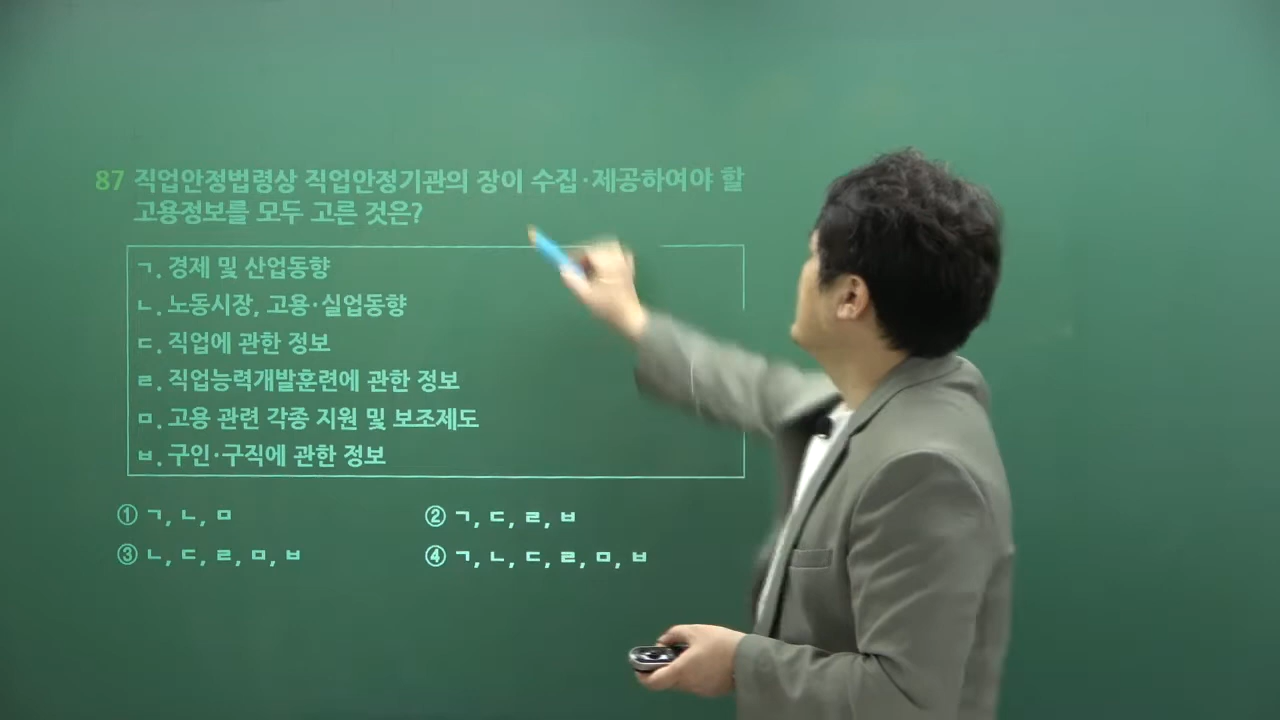 87 직업안정법령상 직업안정기관의 장이 수집·제공하여야 할
고용정보를 모두 고른 것은?
ㄱ. 경제 및 산업동향
ㄴ. 노동시장, 고용·실업동향
ㄷ. 직업에 관한 정보
ㄹ. 직업능력개발훈련에 관한 정보
ㅁ. 고용 관련 각종 지원 및 보조제도
ㅂ. 구인·구직에 관한 정보
① ㄱ, ㄴ, ㅁ
② ㄱ, ㄷ, ㄹ, ㅂ
③ ㄴ, ㄷ, ㄹ, ㅁ, ㅂ
④ ㄱ, ㄴ, ㄷ, ㄹ, ㅁ, ㅂ